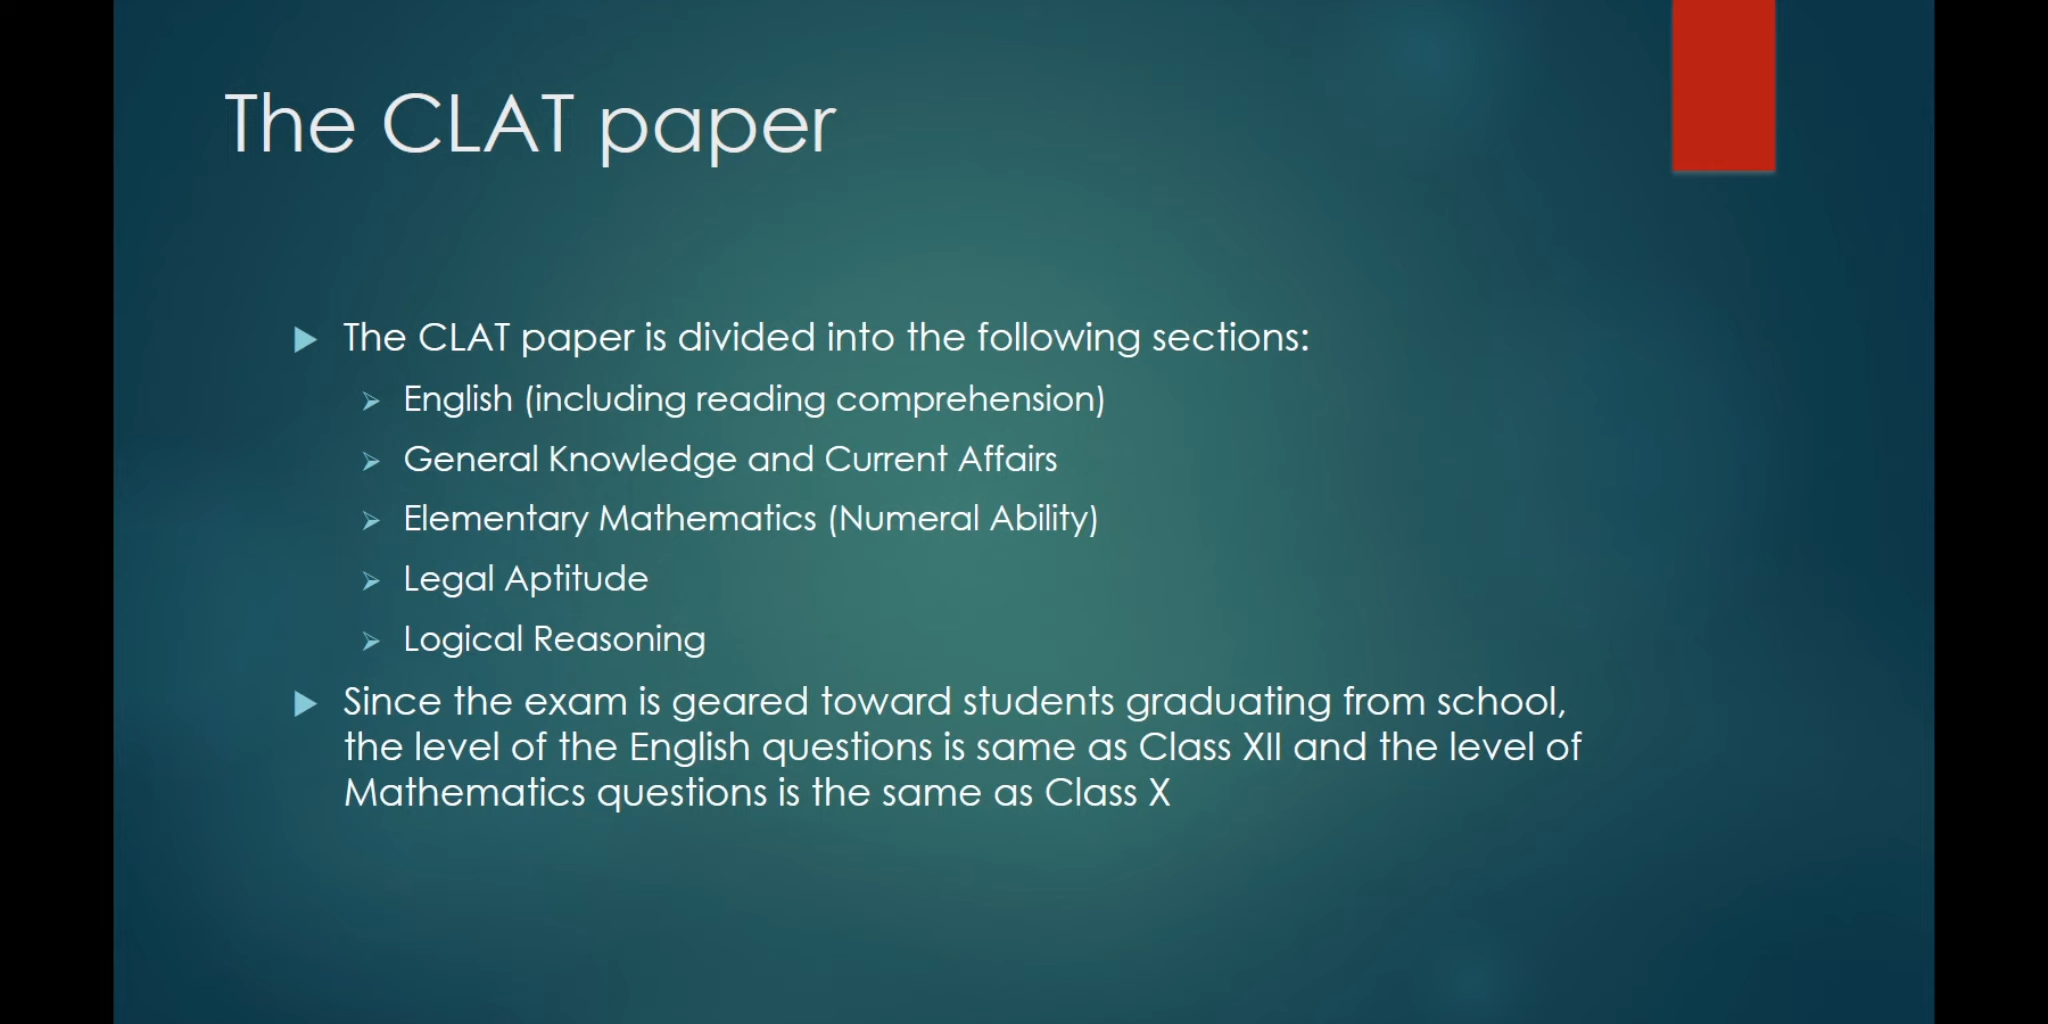 The CLAT paper
The CLAT paper is divided into the following sections:
English (including reading comprehension)
General Knowledge and Current Affairs
Elementary Mathematics (Numeral Ability)
Legal Aptitude
Logical Reasoning
Since the exam is geared toward students graduating from school,
the level of the English questions is same as Class XII and the level of
Mathematics questions is the same as Class X